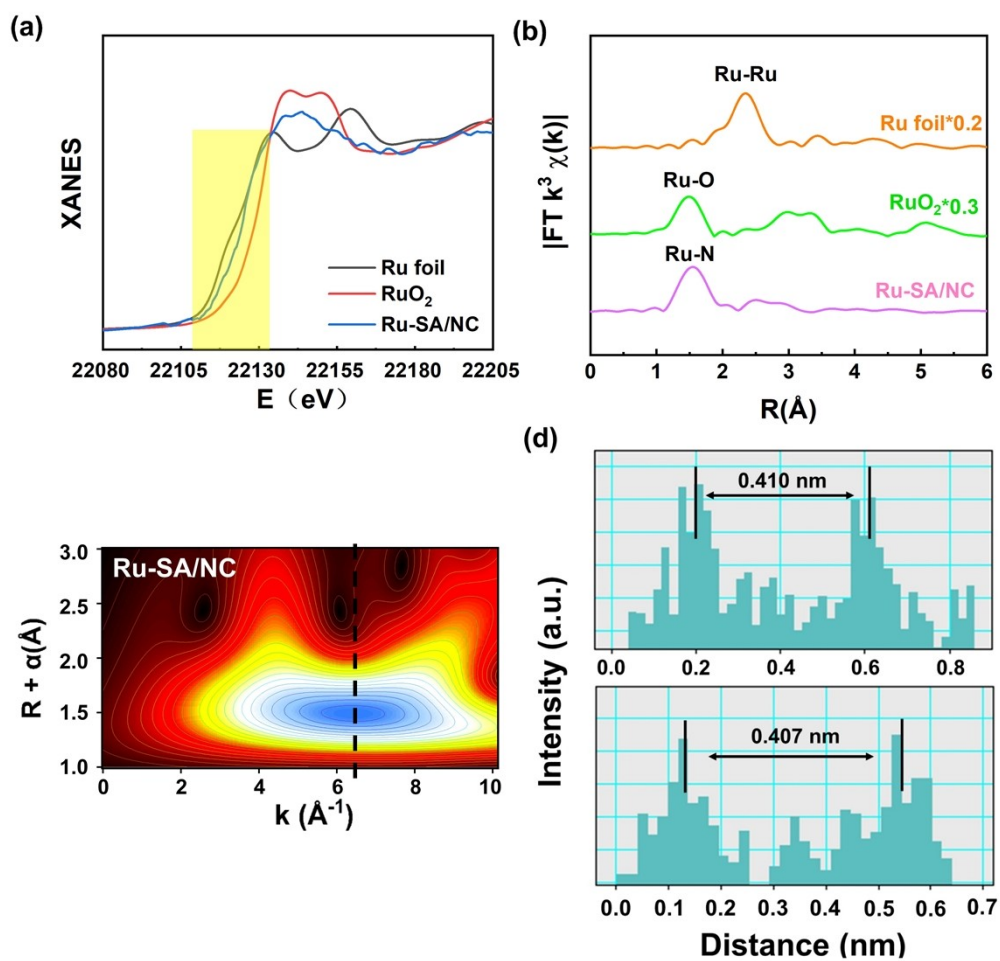 (a)
XANES
Ru foil
RuO₂
Ru-SA/NC
22080 22105 22130 22155 22180 22205
E（eV）
(b)
|FT k³ χ(k)|
Ru-Ru
Ru foil*0.2
Ru-O
RuO₂*0.3
Ru-N
Ru-SA/NC
0 1 2 3 4 5 6
R(Å)
Ru-SA/NC
R + α(Å)
3.0
2.5
2.0
1.5
1.0
0 2 4 6 8 10
k (Å⁻¹)
(d)
Intensity (a.u.)
0.410 nm
0.0 0.2 0.4 0.6 0.8
0.407 nm
0.0 0.1 0.2 0.3 0.4 0.5 0.6 0.7
Distance (nm)